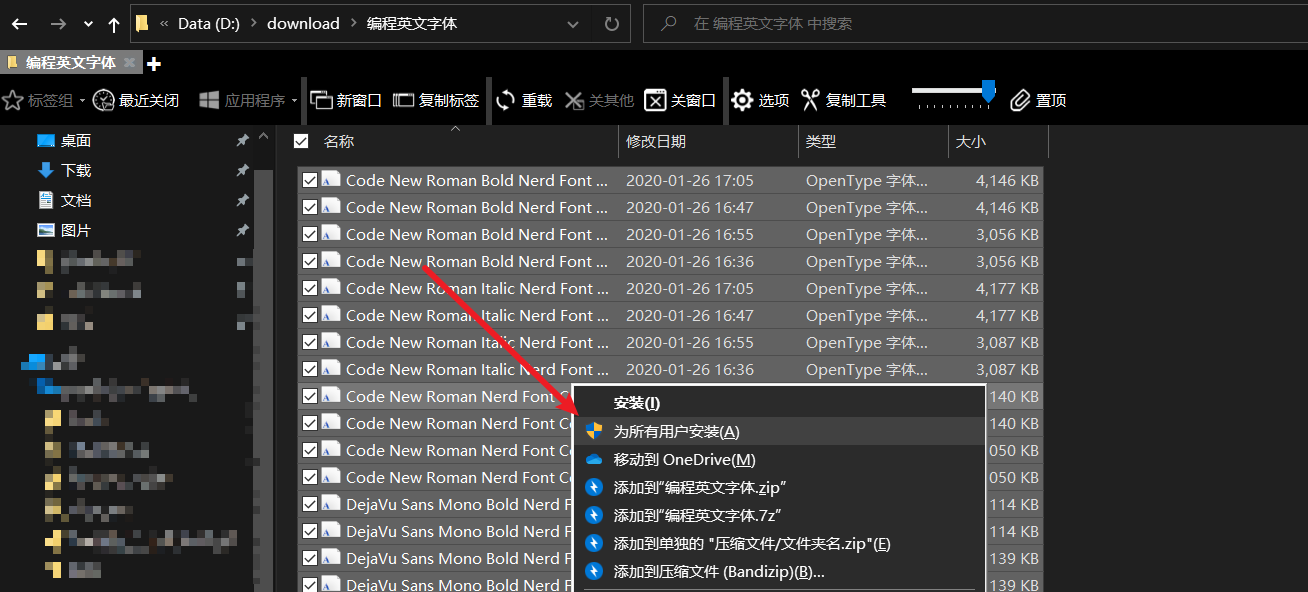 « Data (D:) > download > 编程英文字体
在 编程英文字体 中搜索
编程英文字体
标签组 最近关闭 应用程序 新窗口 复制标签 重载 关其他 关窗口 选项 复制工具 置顶
桌面
下载
文档
图片
名称 修改日期 类型 大小
Code New Roman Bold Nerd Font ... 2020-01-26 17:05 OpenType 字体... 4,146 KB
Code New Roman Bold Nerd Font ... 2020-01-26 16:47 OpenType 字体... 4,146 KB
Code New Roman Bold Nerd Font ... 2020-01-26 16:55 OpenType 字体... 3,056 KB
Code New Roman Bold Nerd Font ... 2020-01-26 16:36 OpenType 字体... 3,056 KB
Code New Roman Italic Nerd Font ... 2020-01-26 17:05 OpenType 字体... 4,177 KB
Code New Roman Italic Nerd Font ... 2020-01-26 16:47 OpenType 字体... 4,177 KB
Code New Roman Italic Nerd Font ... 2020-01-26 16:55 OpenType 字体... 3,087 KB
Code New Roman Italic Nerd Font ... 2020-01-26 16:36 OpenType 字体... 3,087 KB
Code New Roman Nerd Font C 140 KB
Code New Roman Nerd Font C 140 KB
Code New Roman Nerd Font C 050 KB
Code New Roman Nerd Font C 050 KB
DejaVu Sans Mono Bold Nerd F 114 KB
DejaVu Sans Mono Bold Nerd F 114 KB
DejaVu Sans Mono Bold Nerd F 139 KB
DejaVu Sans Mono Bold Nerd F 139 KB
安装(I)
为所有用户安装(A)
移动到 OneDrive(M)
添加到“编程英文字体.zip”
添加到“编程英文字体.7z”
添加到单独的 "压缩文件/文件夹名.zip"(E)
添加到压缩文件 (Bandizip)(B)...